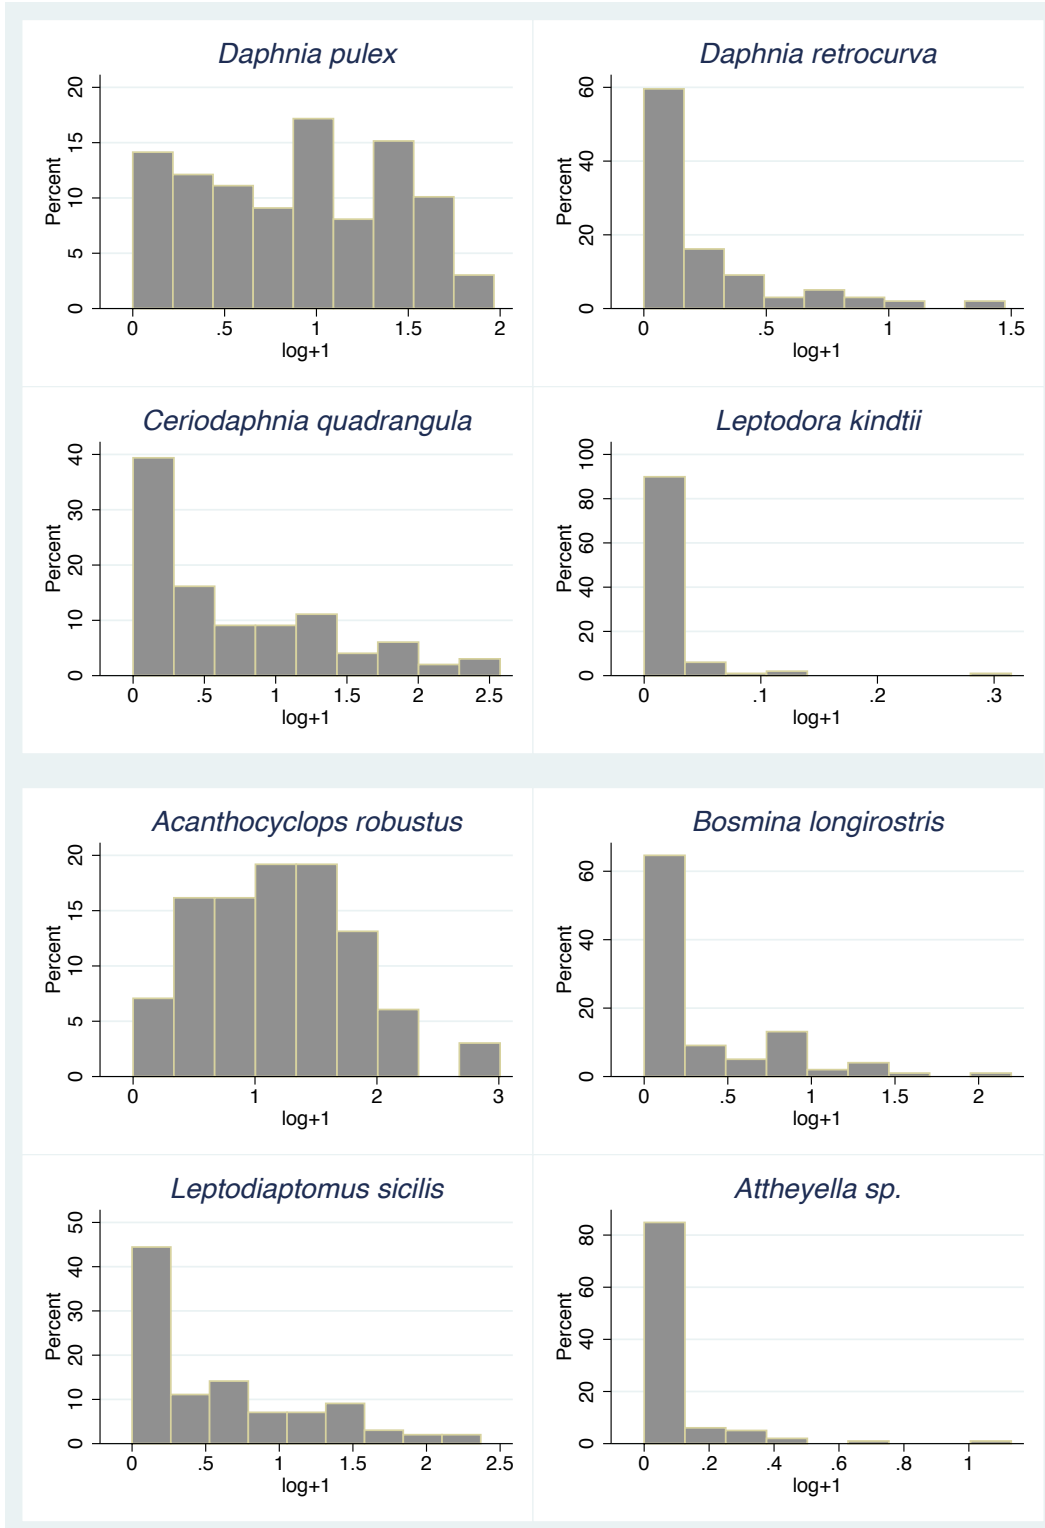 Daphnia pulex
Percent
20
15
10
5
0
0 .5 1 1.5 2
log+1
Daphnia retrocurva
Percent
60
40
20
0
0 .5 1 1.5
log+1
Ceriodaphnia quadrangula
Percent
40
30
20
10
0
0 .5 1 1.5 2 2.5
log+1
Leptodora kindtii
Percent
100
80
60
40
20
0
0 .1 .2 .3
log+1
Acanthocyclops robustus
Percent
20
15
10
5
0
0 1 2 3
log+1
Bosmina longirostris
Percent
60
40
20
0
0 .5 1 1.5 2
log+1
Leptodiaptomus sicilis
Percent
50
40
30
20
10
0
0 .5 1 1.5 2 2.5
log+1
Attheyella sp.
Percent
80
60
40
20
0
0 .2 .4 .6 .8 1
log+1